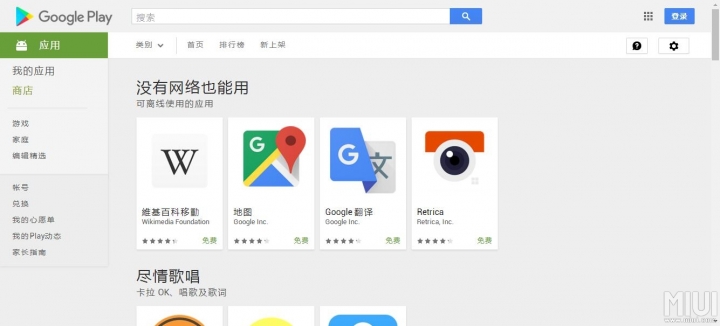 Google Play
搜索
登录
应用
类别
首页
排行榜
新上架
我的应用
商店
游戏
家庭
编辑精选
帐号
兑换
我的心愿单
我的Play动态
家长指南
没有网络也能用
可离线使用的应用
W
維基百科移動
Wikimedia Foundation
免费
G
地图
Google Inc.
免费
G 文
Google 翻译
Google Inc.
免费
Retrica
Retrica, Inc.
免费
尽情歌唱
卡拉 OK、唱歌及歌词
MIUI
www.miui.com